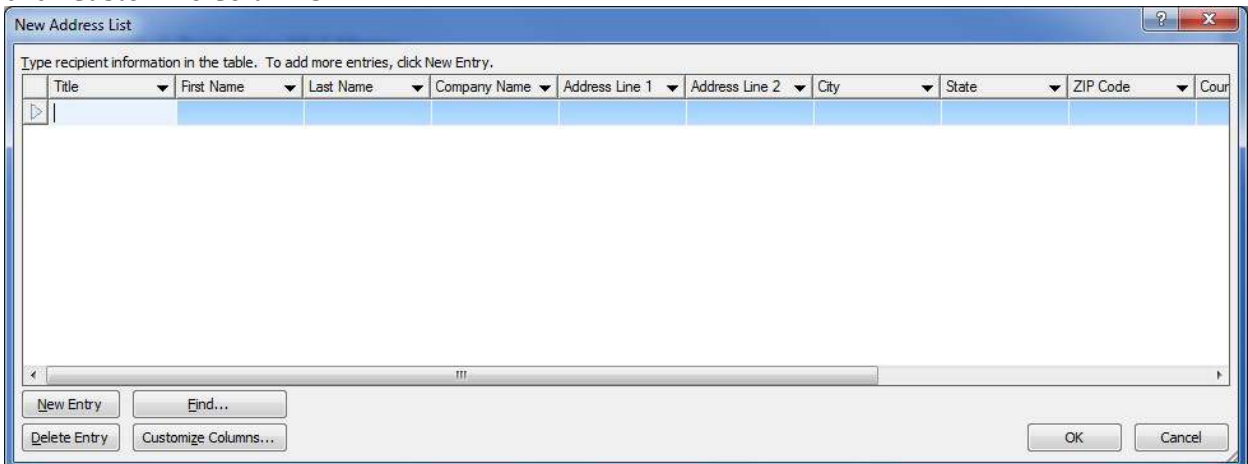 New Address List
Type recipient information in the table. To add more entries, click New Entry.
Title First Name Last Name Company Name Address Line 1 Address Line 2 City State ZIP Code Cour
New Entry Find...
Delete Entry Customize Columns... OK Cancel